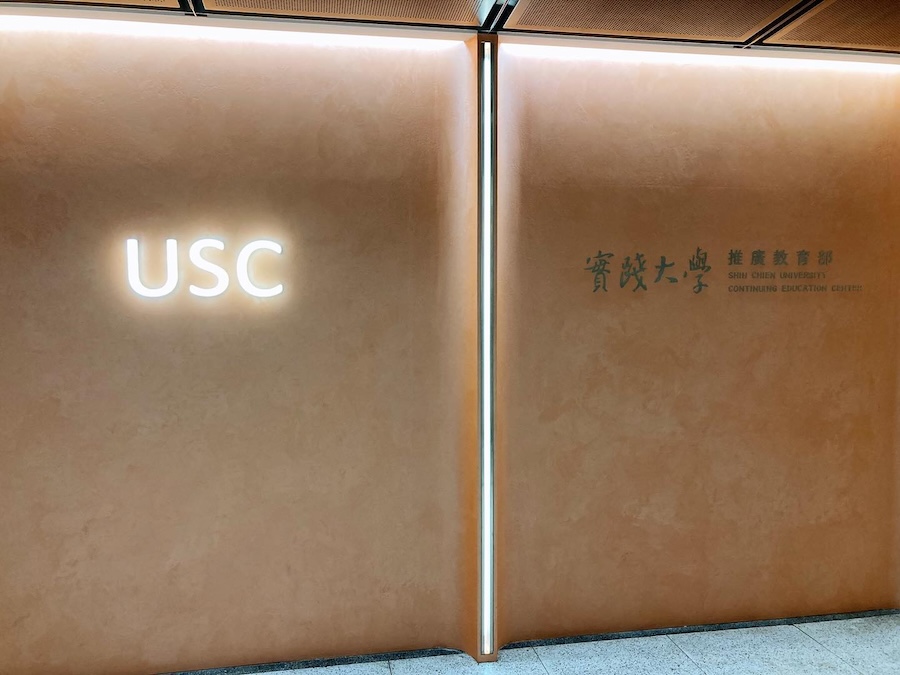 USC
實踐大學
推廣教育部
SHIH CHIEN UNIVERSITY
CONTINUING EDUCATION CENTER